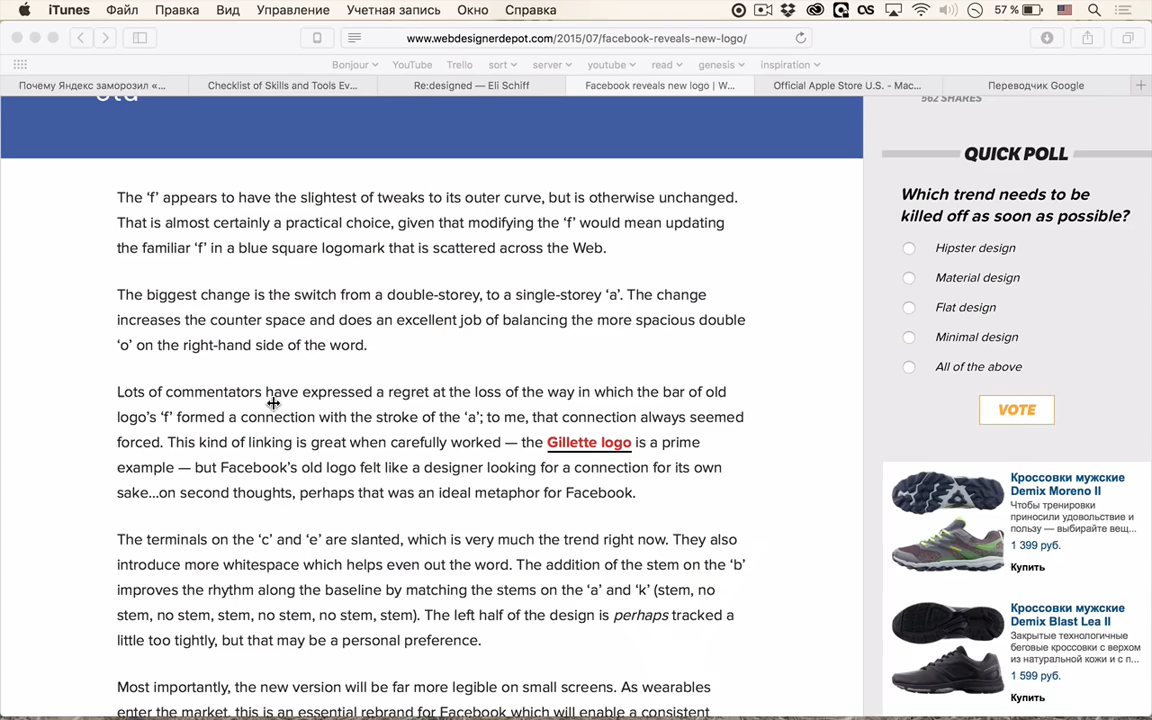 iTunes Файл Правка Вид Управление Учетная запись Окно Справка 57 %
www.webdesignerdepot.com/2015/07/facebook-reveals-new-logo/
Bonjour YouTube Trello sort server youtube read genesis inspiration
Почему Яндекс заморозил «... Checklist of Skills and Tools Ev... Re:designed — Eli Schiff Facebook reveals new logo | W... Official Apple Store U.S. - Mac... Переводчик Google
562 SHARES
The ‘f’ appears to have the slightest of tweaks to its outer curve, but is otherwise unchanged.
That is almost certainly a practical choice, given that modifying the ‘f’ would mean updating
the familiar ‘f’ in a blue square logomark that is scattered across the Web.
The biggest change is the switch from a double-storey, to a single-storey ‘a’. The change
increases the counter space and does an excellent job of balancing the more spacious double
‘o’ on the right-hand side of the word.
Lots of commentators have expressed a regret at the loss of the way in which the bar of old
logo’s ‘f’ formed a connection with the stroke of the ‘a’; to me, that connection always seemed
forced. This kind of linking is great when carefully worked — the Gillette logo is a prime
example — but Facebook’s old logo felt like a designer looking for a connection for its own
sake...on second thoughts, perhaps that was an ideal metaphor for Facebook.
The terminals on the ‘c’ and ‘e’ are slanted, which is very much the trend right now. They also
introduce more whitespace which helps even out the word. The addition of the stem on the ‘b’
improves the rhythm along the baseline by matching the stems on the ‘a’ and ‘k’ (stem, no
stem, no stem, stem, no stem, no stem, stem). The left half of the design is perhaps tracked a
little too tightly, but that may be a personal preference.
Most importantly, the new version will be far more legible on small screens. As wearables
enter the market, this is an essential rebrand for Facebook which will enable a consistent
QUICK POLL
Which trend needs to be
killed off as soon as possible?
Hipster design
Material design
Flat design
Minimal design
All of the above
VOTE
Кроссовки мужские
Demix Moreno II
Чтобы тренировки
приносили удовольствие и
пользу — выбирайте вещ...
1 399 руб.
Купить
Кроссовки мужские
Demix Blast Lea II
Закрытые технологичные
беговые кроссовки с верхом
из натуральной кожи и с п...
1 599 руб.
Купить